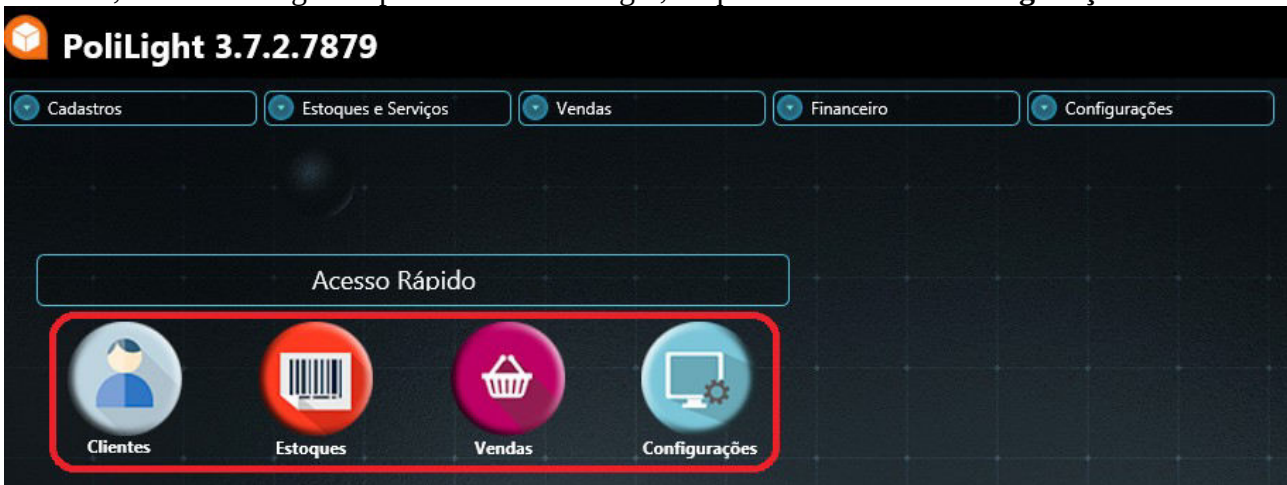 PoliLight 3.7.2.7879
Cadastros Estoques e Serviços Vendas Financeiro Configurações
Acesso Rápido
Clientes Estoques Vendas Configurações